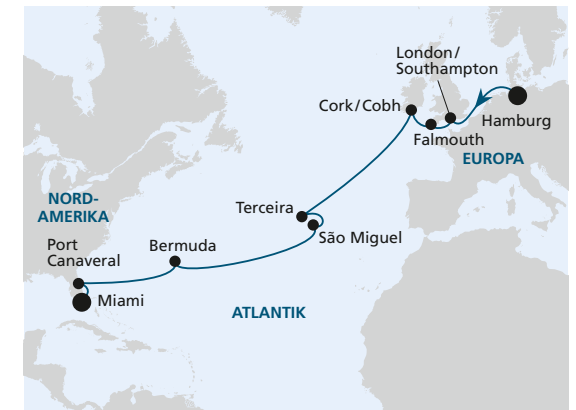 London/
Southampton
Cork/Cobh
Hamburg
Falmouth
EUROPA
NORD-
AMERIKA
Terceira
São Miguel
Port
Canaveral
Bermuda
Miami
ATLANTIK